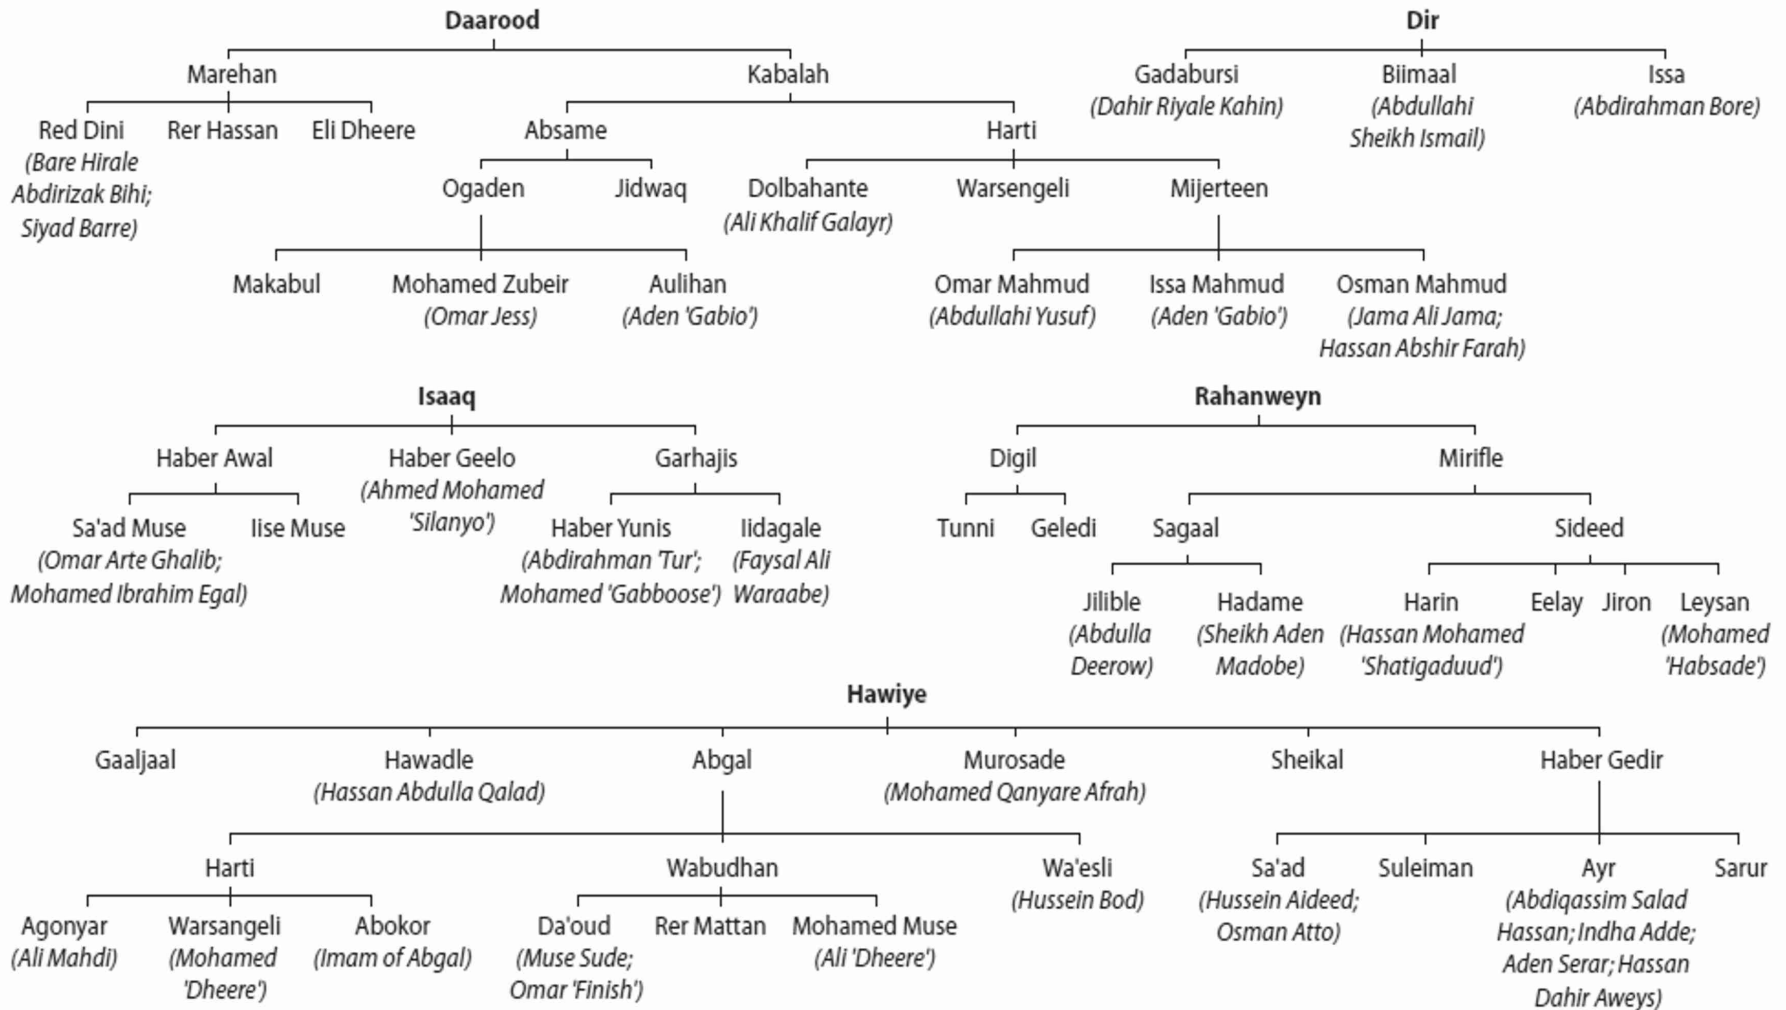 Daarood
Dir
Marehan
Kabalah
Gadabursi
(Dahir Riyale Kahin)
Biimaal
(Abdullahi
Sheikh Ismail)
Issa
(Abdirahman Bore)
Red Dini
(Bare Hirale
Abdirizak Bihi;
Siyad Barre)
Rer Hassan
Eli Dheere
Absame
Harti
Ogaden
Jidwaq
Dolbahante
(Ali Khalif Galayr)
Warsengeli
Mijerteen
Makabul
Mohamed Zubeir
(Omar Jess)
Aulihan
(Aden 'Gabio')
Omar Mahmud
(Abdullahi Yusuf)
Issa Mahmud
(Aden 'Gabio')
Osman Mahmud
(Jama Ali Jama;
Hassan Abshir Farah)
Isaaq
Haber Awal
Haber Geelo
(Ahmed Mohamed
'Silanyo')
Garhajis
Sa'ad Muse
(Omar Arte Ghalib;
Mohamed Ibrahim Egal)
Iise Muse
Haber Yunis
(Abdirahman 'Tur';
Mohamed 'Gabboose')
Iidagale
(Faysal Ali
Waraabe)
Rahanweyn
Digil
Mirifle
Tunni
Geledi
Sagaal
Sideed
Jilible
(Abdulla
Deerow)
Hadame
(Sheikh Aden
Madobe)
Harin
(Hassan Mohamed
'Shatigaduud')
Eelay
Jiron
Leysan
(Mohamed
'Habsade')
Hawiye
Gaaljaal
Hawadle
(Hassan Abdulla Qalad)
Abgal
Murosade
(Mohamed Qanyare Afrah)
Sheikal
Haber Gedir
Harti
Wabudhan
Wa'esli
(Hussein Bod)
Sa'ad
(Hussein Aideed;
Osman Atto)
Suleiman
Ayr
(Abdiqassim Salad
Hassan; Indha Adde;
Aden Serar; Hassan
Dahir Aweys)
Sarur
Agonyar
(Ali Mahdi)
Warsangeli
(Mohamed
'Dheere')
Abokor
(Imam of Abgal)
Da'oud
(Muse Sude;
Omar 'Finish')
Rer Mattan
Mohamed Muse
(Ali 'Dheere')